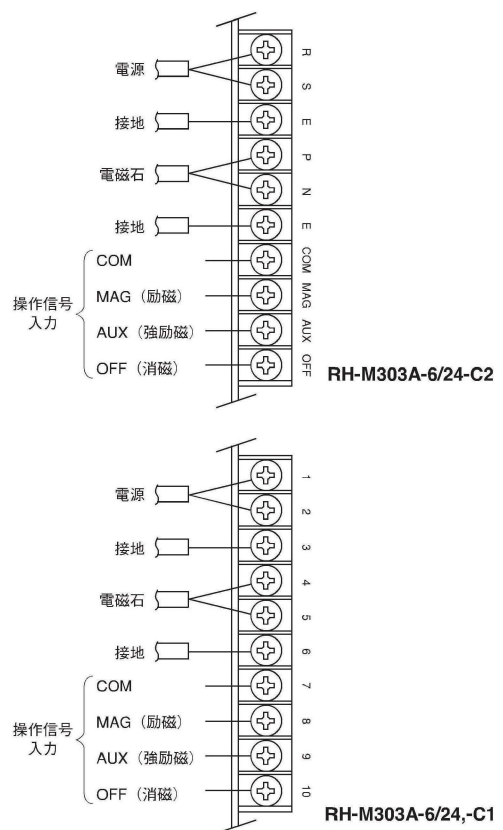 電源
R
S
接地
E
電磁石
P
N
接地
E
操作信号
入力
COM
COM
MAG（励磁）
MAG
AUX（強励磁）
AUX
OFF（消磁）
OFF
RH-M303A-6/24-C2
電源
1
2
接地
3
電磁石
4
5
接地
6
操作信号
入力
COM
7
MAG（励磁）
8
AUX（強励磁）
9
OFF（消磁）
10
RH-M303A-6/24,-C1